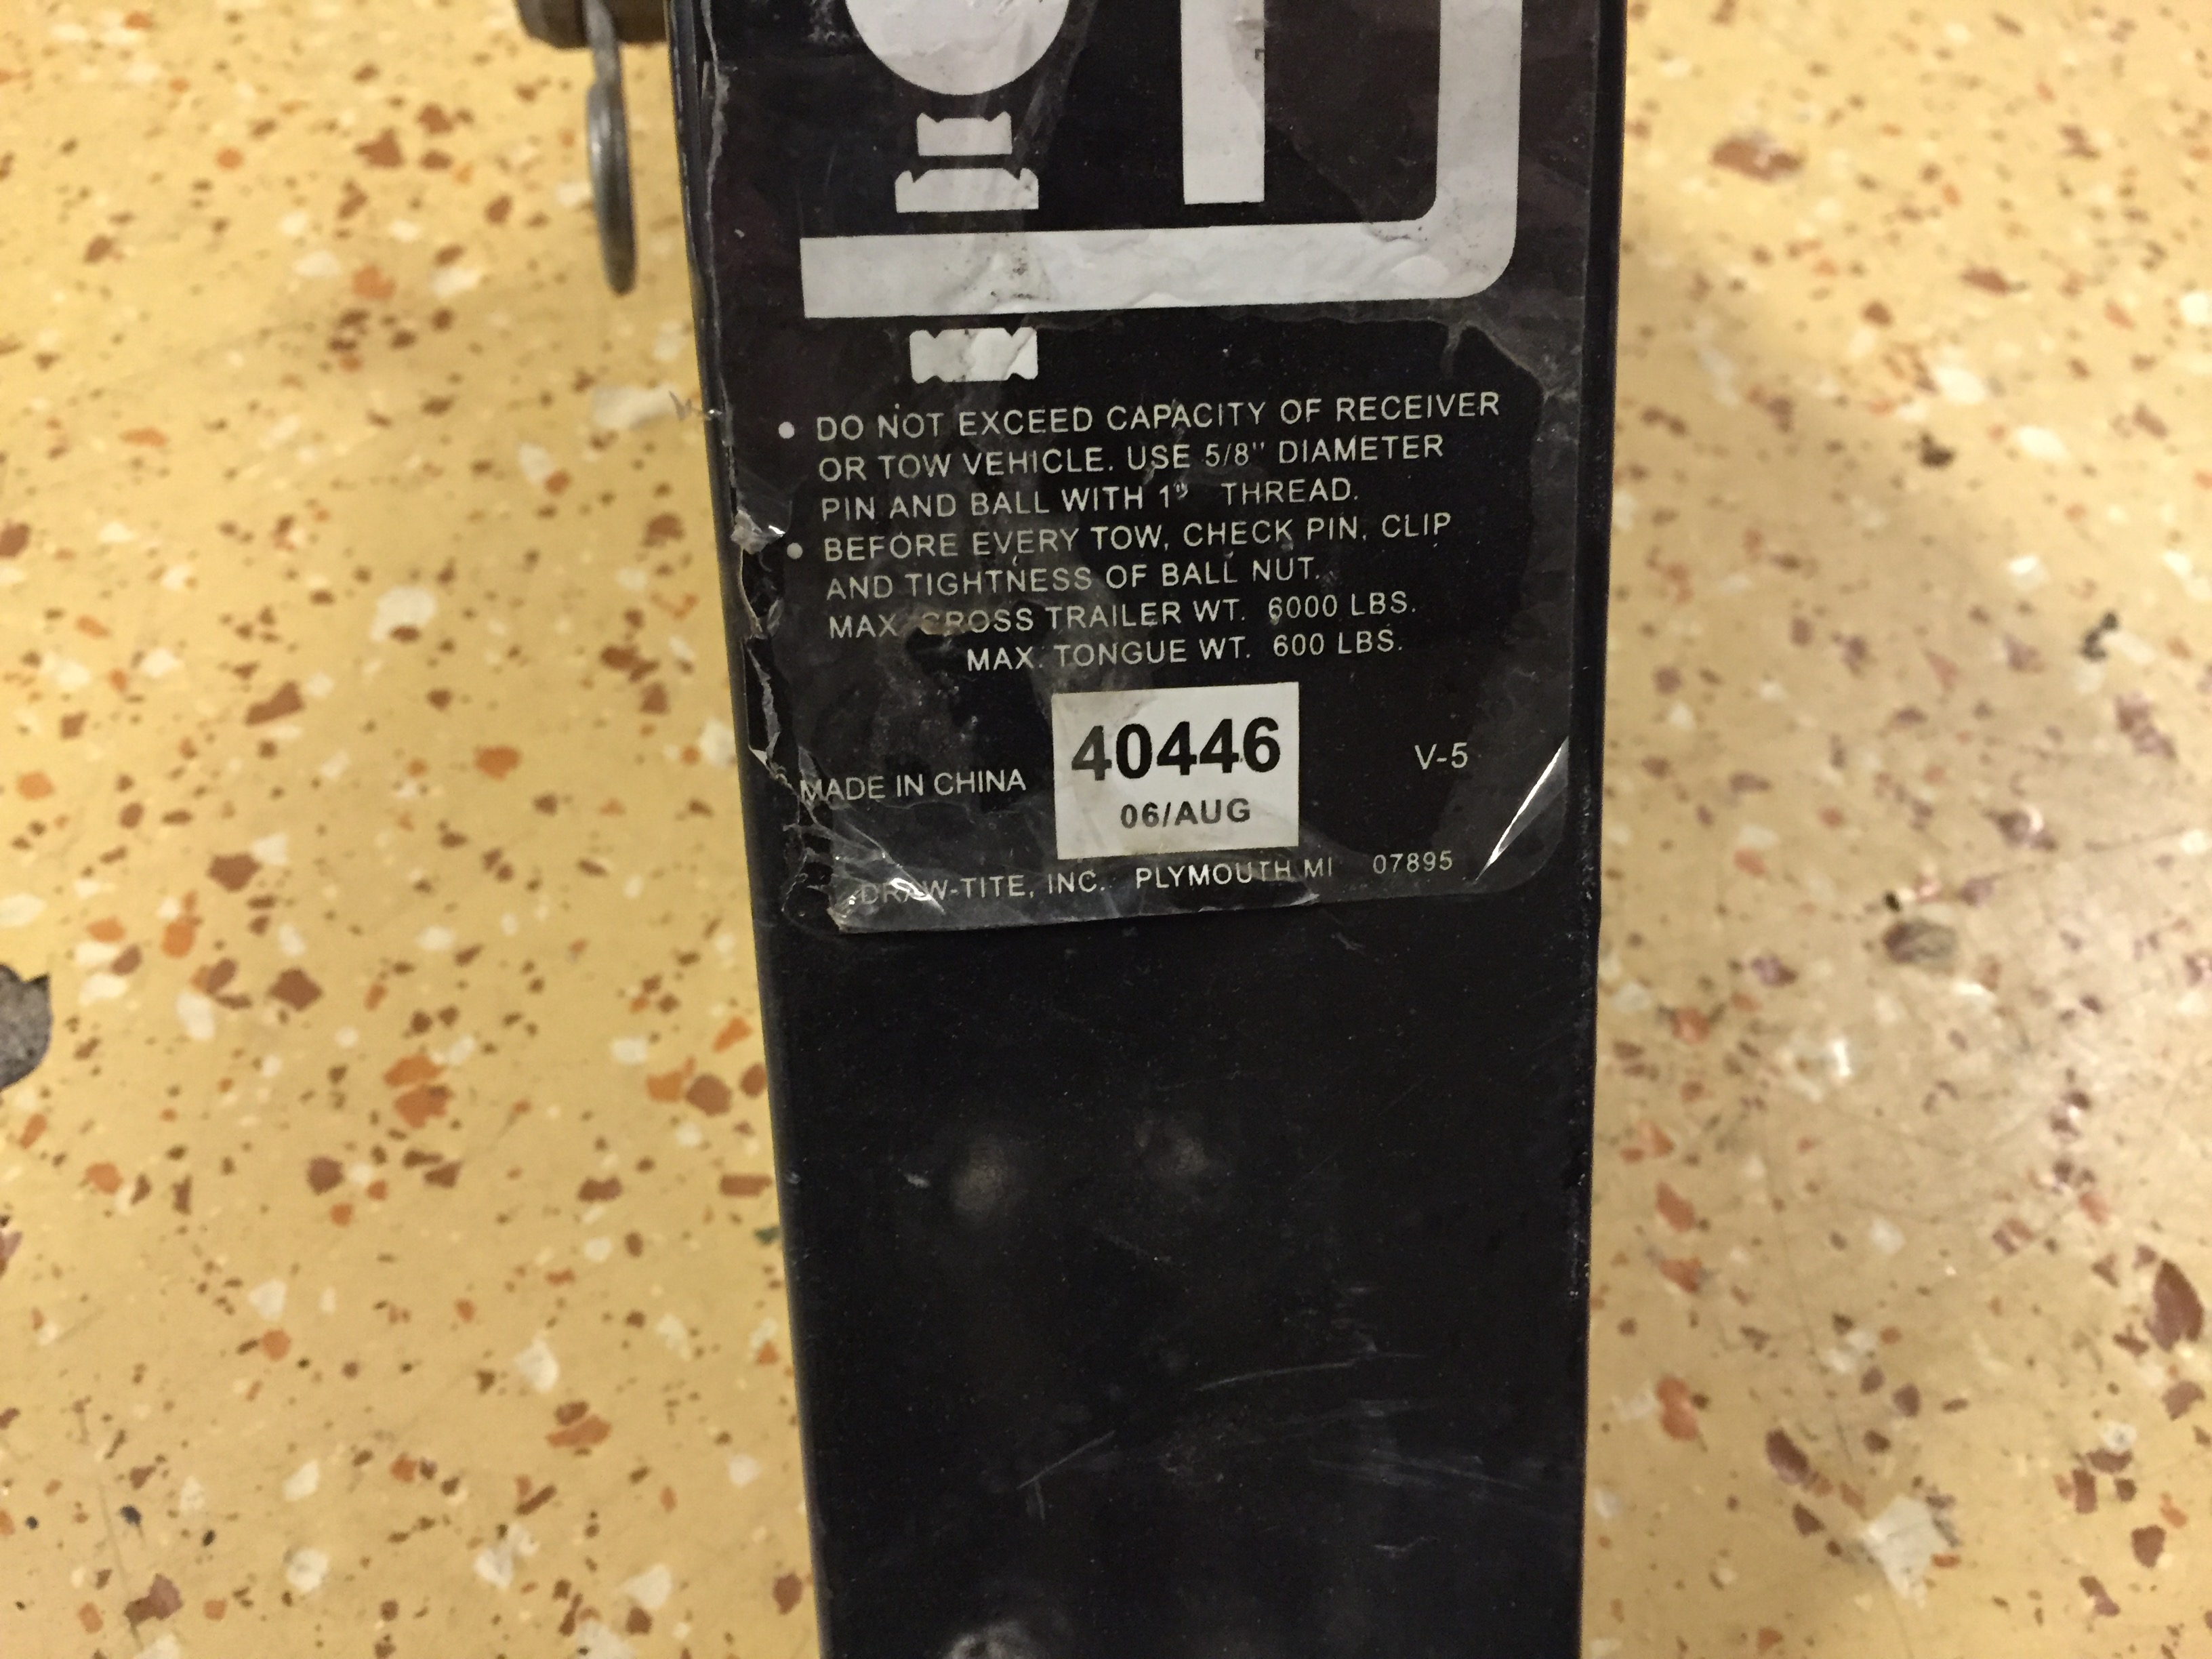 • DO NOT EXCEED CAPACITY OF RECEIVER
OR TOW VEHICLE. USE 5/8" DIAMETER
PIN AND BALL WITH 1" THREAD.
• BEFORE EVERY TOW, CHECK PIN, CLIP
AND TIGHTNESS OF BALL NUT.
MAX GROSS TRAILER WT. 6000 LBS.
MAX. TONGUE WT. 600 LBS.
40446
MADE IN CHINA
V-5
06/AUG
DRAW-TITE, INC. PLYMOUTH MI 07895